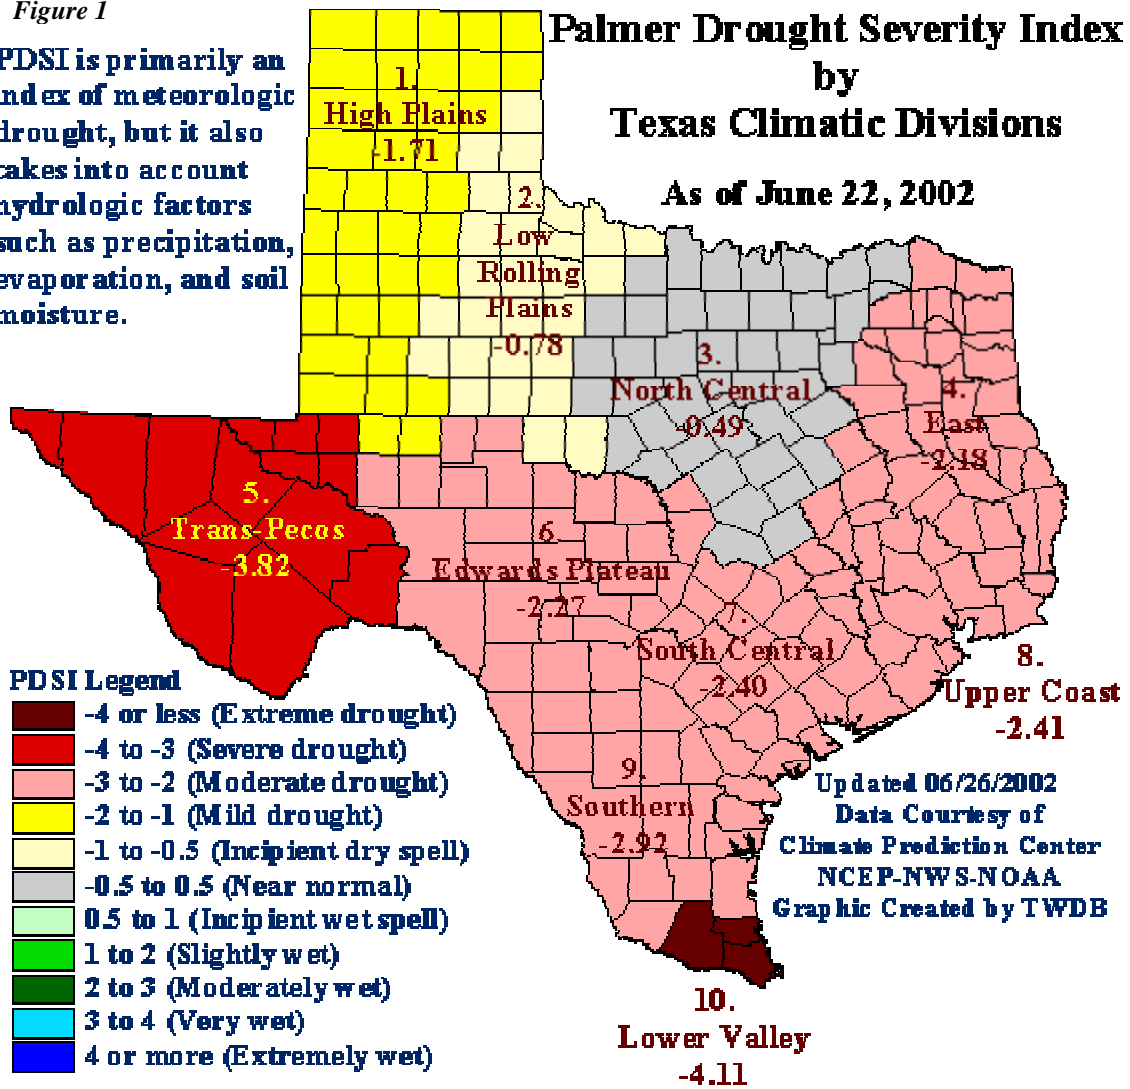 Figure 1
PDSI is primarily an
index of meteorologic
drought, but it also
takes into account
hydrologic factors
such as precipitation,
evaporation, and soil
moisture.
Palmer Drought Severity Index
by
Texas Climatic Divisions
As of June 22, 2002
1.
High Plains
-1.71
2.
Low
Rolling
Plains
-0.78
3.
North Central
-0.49
4.
East
-2.18
5.
Trans-Pecos
-3.82
6.
Edwards Plateau
-2.27
7.
South Central
-2.40
8.
Upper Coast
-2.41
9.
Southern
-2.92
10.
Lower Valley
-4.11
PDSI Legend
-4 or less (Extreme drought)
-4 to -3 (Severe drought)
-3 to -2 (Moderate drought)
-2 to -1 (Mild drought)
-1 to -0.5 (Incipient dry spell)
-0.5 to 0.5 (Near normal)
0.5 to 1 (Incipient wet spell)
1 to 2 (Slightly wet)
2 to 3 (Moderately wet)
3 to 4 (Very wet)
4 or more (Extremely wet)
Updated 06/26/2002
Data Courtesy of
Climate Prediction Center
NCEP-NWS-NOAA
Graphic Created by TWDB